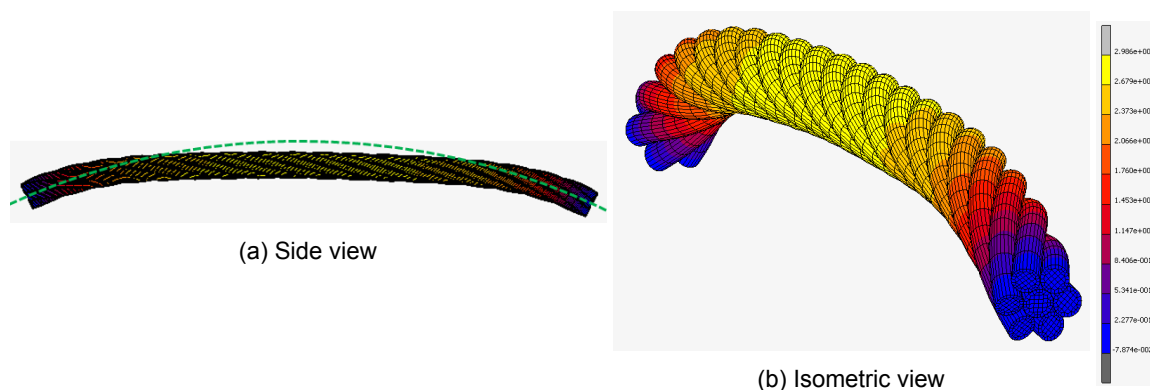 2.986e+00
2.679e+00
2.373e+00
2.066e+00
1.760e+00
1.453e+00
1.147e+00
8.406e-001
5.341e-001
2.277e-001
-7.874e-002
(a) Side view
(b) Isometric view